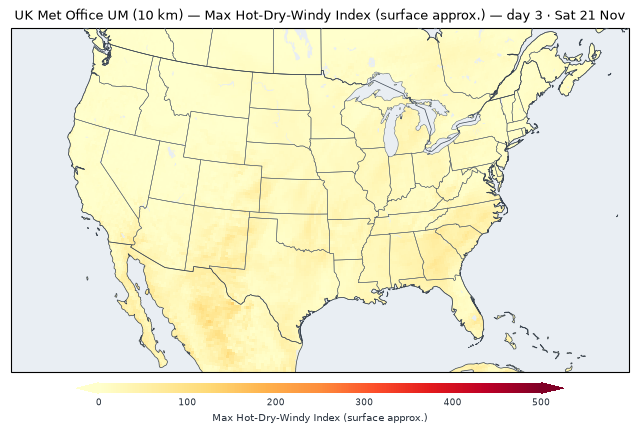 UK Met Office UM (10 km) — Max Hot-Dry-Windy Index (surface approx.) — day 3 · Sat 21 Nov
0 100 200 300 400 500
Max Hot-Dry-Windy Index (surface approx.)